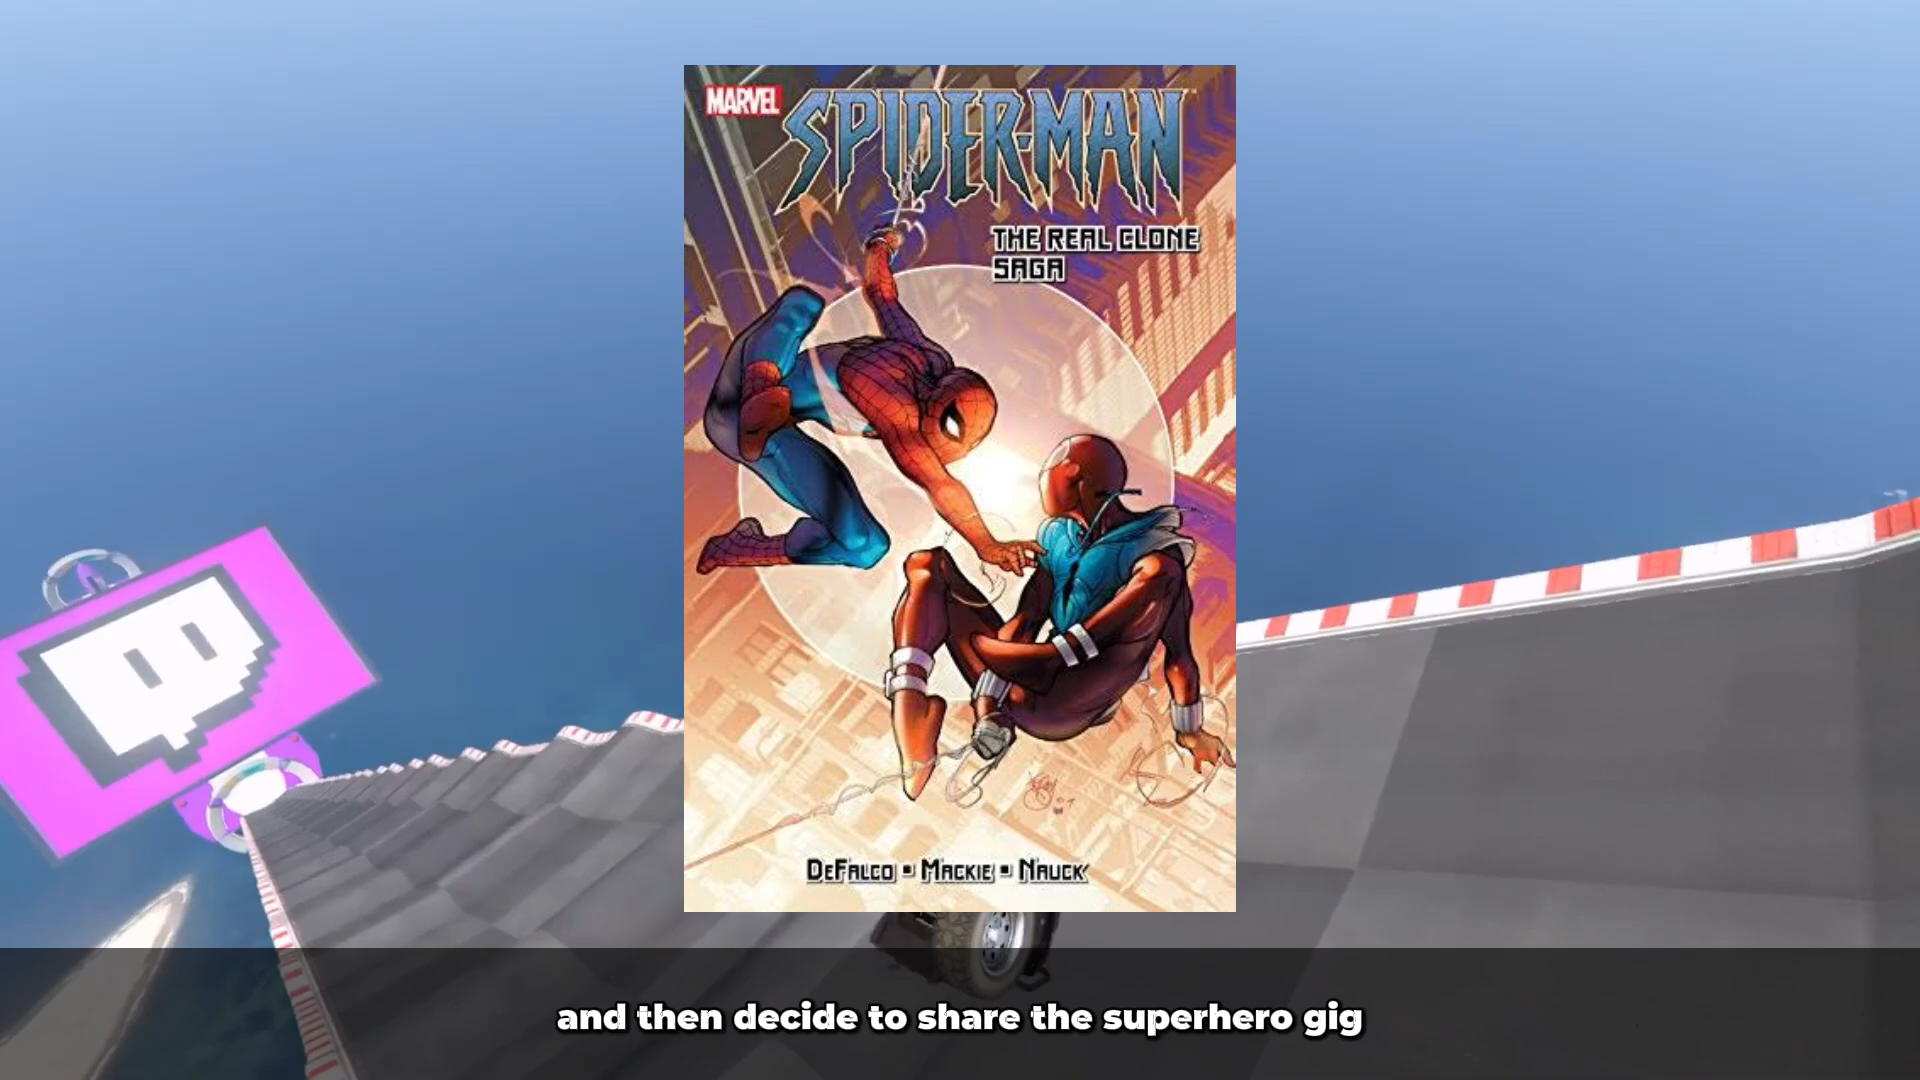 MARVEL
SPIDER-MAN
THE REAL CLONE
SAGA
DEFALCO • MACKIE • NAUCK
and then decide to share the superhero gig